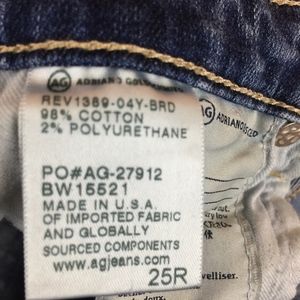 AG ADRIANO GOLDSCHMIED
REV1389-04Y-BRD
98% COTTON
2% POLYURETHANE
PO#AG-27912
BW15521
MADE IN U.S.A.
OF IMPORTED FABRIC
AND GLOBALLY
SOURCED COMPONENTS
www.agjeans.com
25R
AG